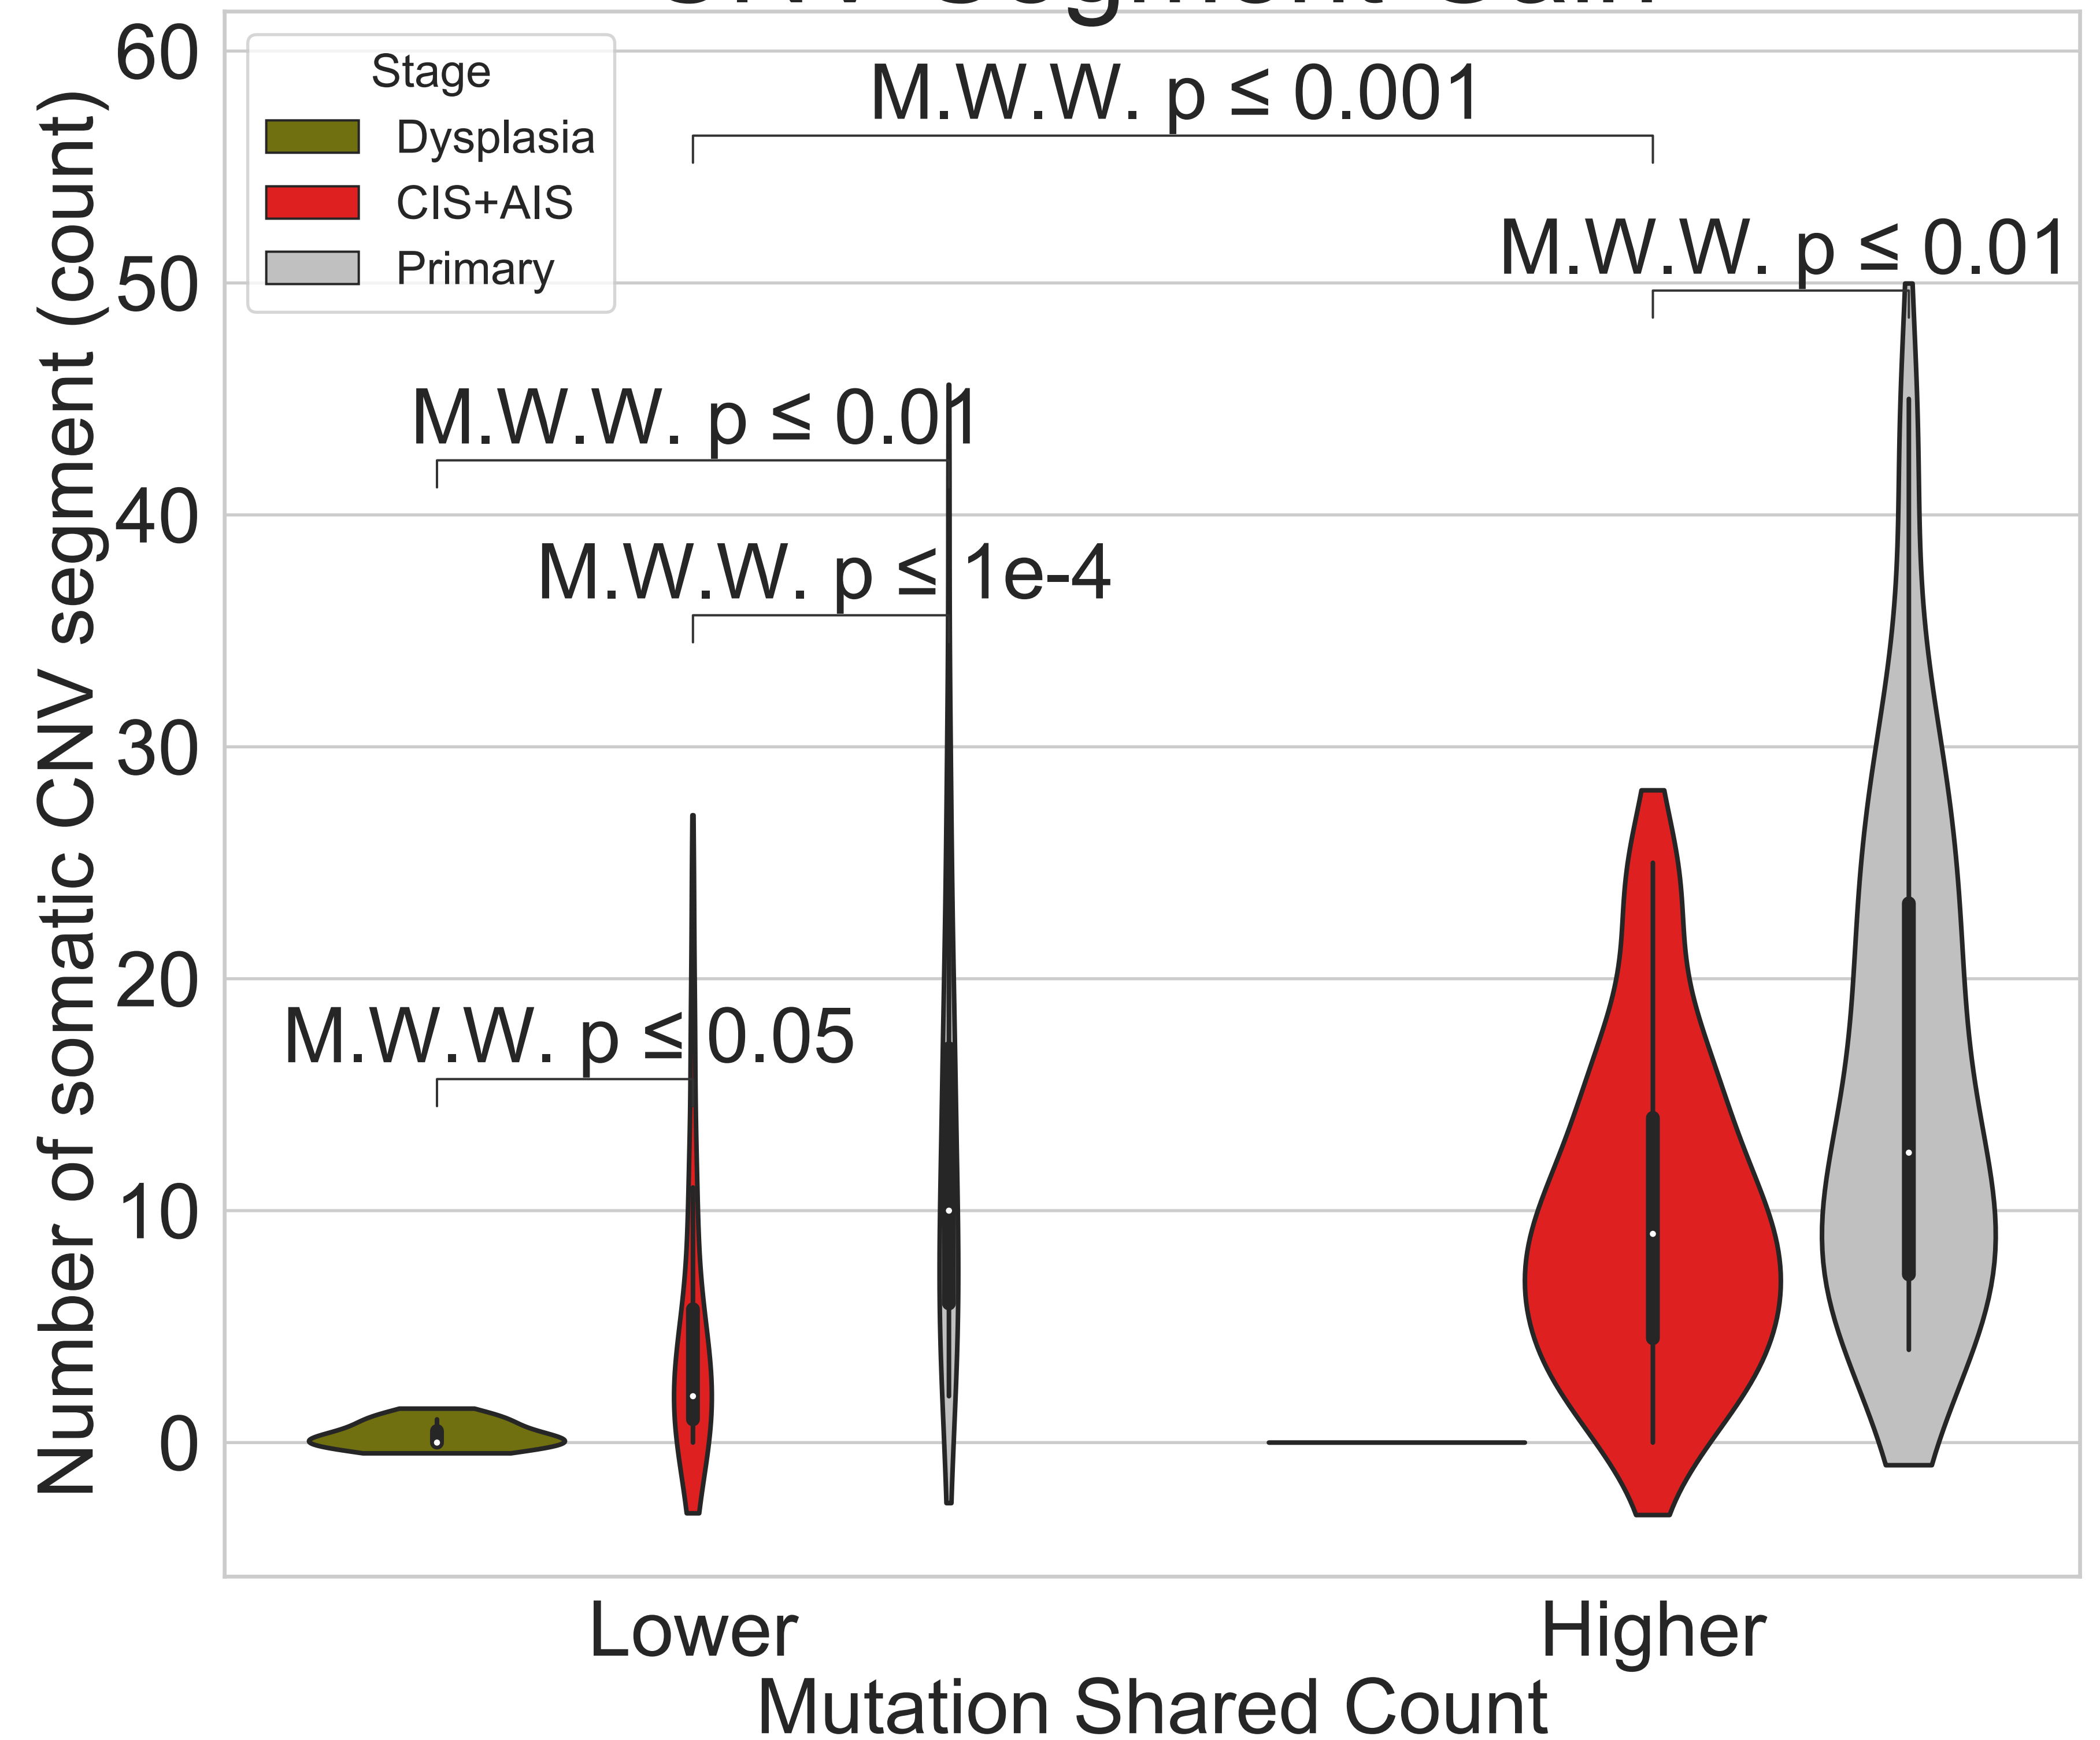 60
50
40
30
20
10
0
Number of somatic CNV segment (count)
Stage
Dysplasia
CIS+AIS
Primary
M.W.W. p ≤ 0.001
M.W.W. p ≤ 0.01
M.W.W. p ≤ 0.01
M.W.W. p ≤ 1e-4
M.W.W. p ≤ 0.05
Lower
Higher
Mutation Shared Count